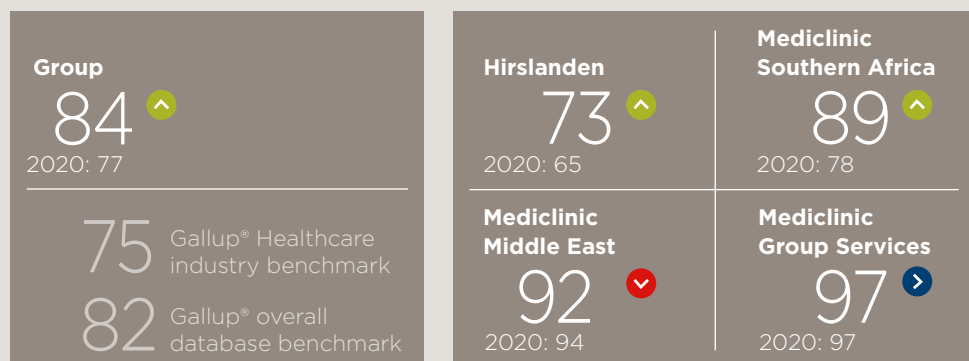 Group
84
2020: 77
75
Gallup® Healthcare
industry benchmark
82
Gallup® overall
database benchmark
Hirslanden
73
2020: 65
Mediclinic
Southern Africa
89
2020: 78
Mediclinic
Middle East
92
2020: 94
Mediclinic
Group Services
97
2020: 97